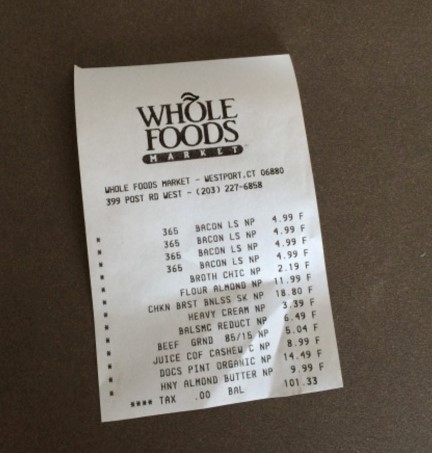 WHOLE
FOODS
MARKET
WHOLE FOODS MARKET - WESTPORT,CT 06880
399 POST RD WEST - (203) 227-6858
* 365 BACON LS NP 4.99 F
* 365 BACON LS NP 4.99 F
* 365 BACON LS NP 4.99 F
* 365 BACON LS NP 4.99 F
* BROTH CHIC NP 2.19 F
* FLOUR ALMOND NP 11.99 F
* CHKN BRST BNLSS SK NP 18.80 F
* HEAVY CREAM NP 3.39 F
* BALSMC REDUCT NP 6.49 F
* BEEF GRND 85/15 NP 5.04 F
* JUICE COF CASHEW C NP 8.99 F
* DOCS PINT ORGANIC NP 14.49 F
* HNY ALMOND BUTTER NP 9.99 F
**** TAX .00 BAL 101.33